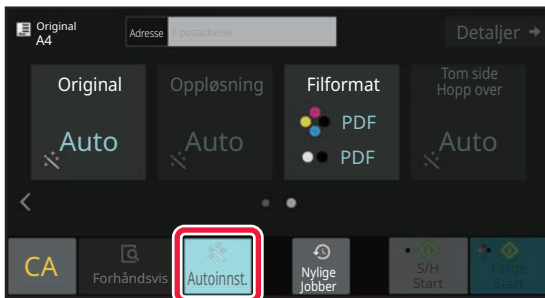 Original
A4
Adresse
E-postadresse
Detaljer
Original
Auto
Oppløsning
Auto
Filformat
PDF
PDF
Tom side
Hopp over
Auto
CA
Forhåndsvis
Autoinnst.
Nylige
Jobber
S/H
Start
Farge
Start